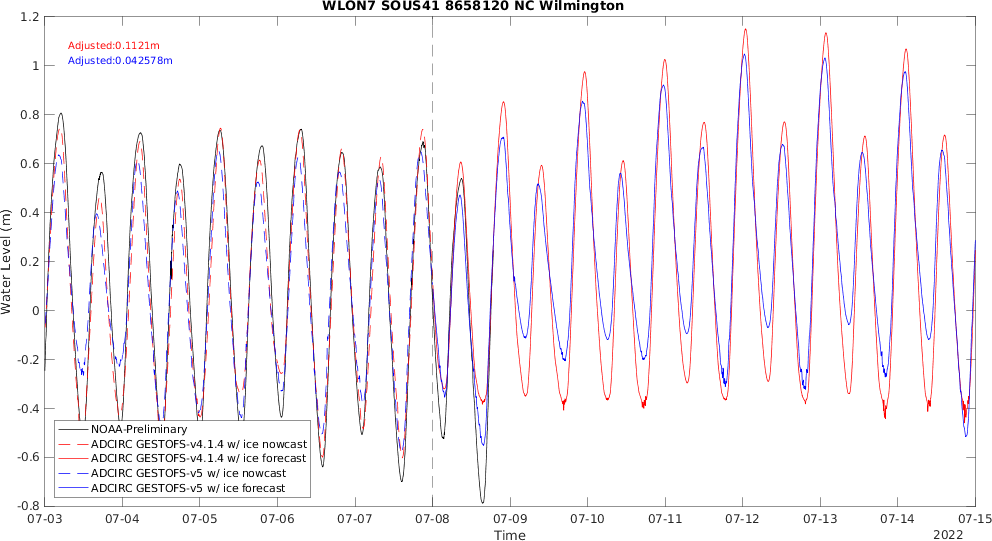 WLON7 SOUS41 8658120 NC Wilmington
Adjusted:0.1121m
Adjusted:0.042578m
1.2
1
0.8
0.6
0.4
0.2
0
-0.2
-0.4
-0.6
-0.8
Water Level (m)
NOAA-Preliminary
ADCIRC GESTOFS-v4.1.4 w/ ice nowcast
ADCIRC GESTOFS-v4.1.4 w/ ice forecast
ADCIRC GESTOFS-v5 w/ ice nowcast
ADCIRC GESTOFS-v5 w/ ice forecast
07-03 07-04 07-05 07-06 07-07 07-08 07-09 07-10 07-11 07-12 07-13 07-14 07-15
Time
2022